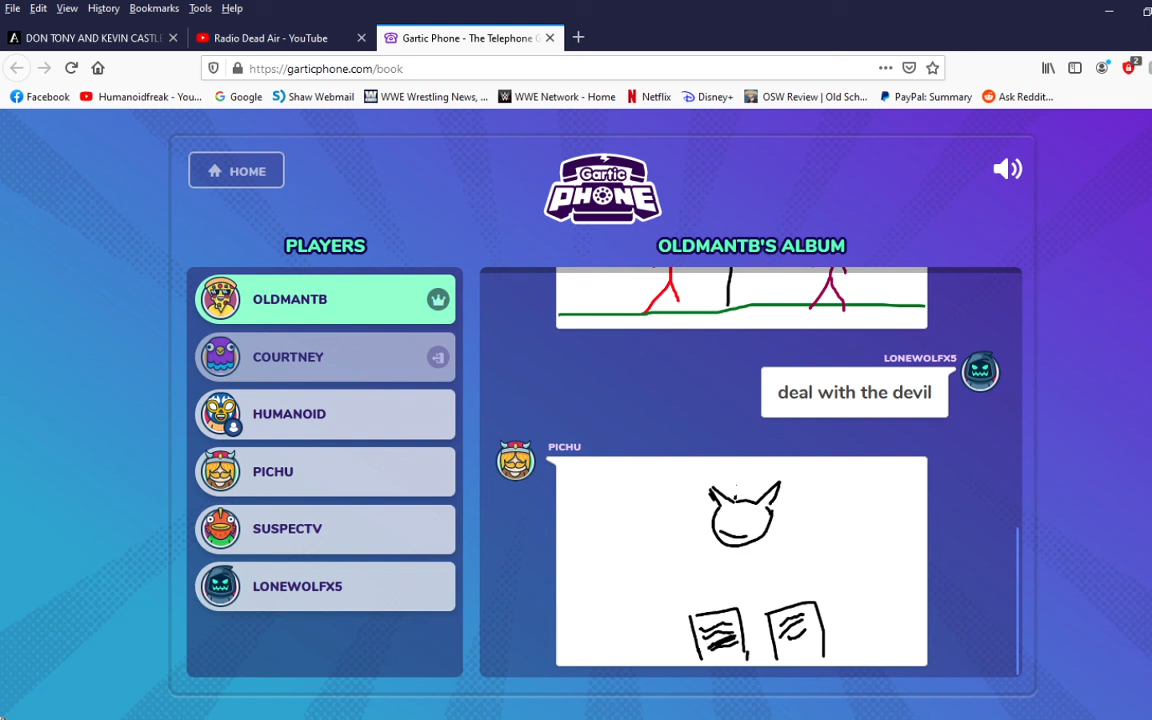 File Edit View History Bookmarks Tools Help
DON TONY AND KEVIN CASTLE
Radio Dead Air - YouTube
Gartic Phone - The Telephone G
https://garticphone.com/book
2
Facebook
Humanoidfreak - You...
Google
Shaw Webmail
WWE Wrestling News, ...
WWE Network - Home
Netflix
Disney+
OSW Review | Old Sch...
PayPal: Summary
Ask Reddit...
HOME
Gartic
PHONE
PLAYERS
OLDMANTB'S ALBUM
OLDMANTB
COURTNEY
HUMANOID
PICHU
SUSPECTV
LONEWOLFX5
LONEWOLFX5
deal with the devil
PICHU